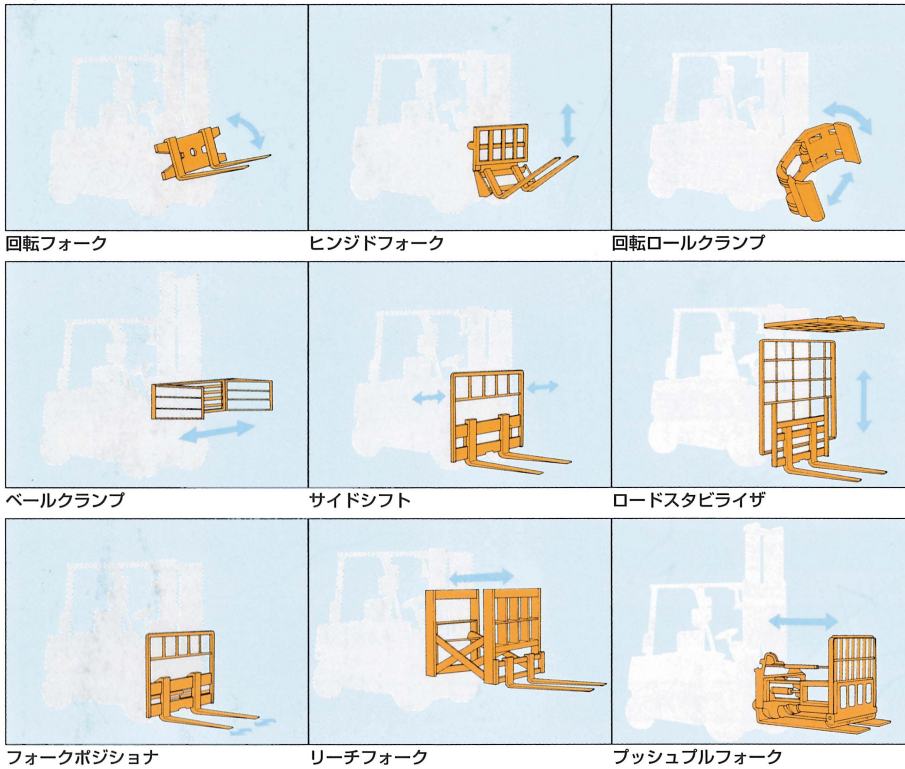 回転フォーク
ヒンジドフォーク
回転ロールクランプ
ベールクランプ
サイドシフト
ロードスタビライザ
フォークポジショナ
リーチフォーク
プッシュプルフォーク